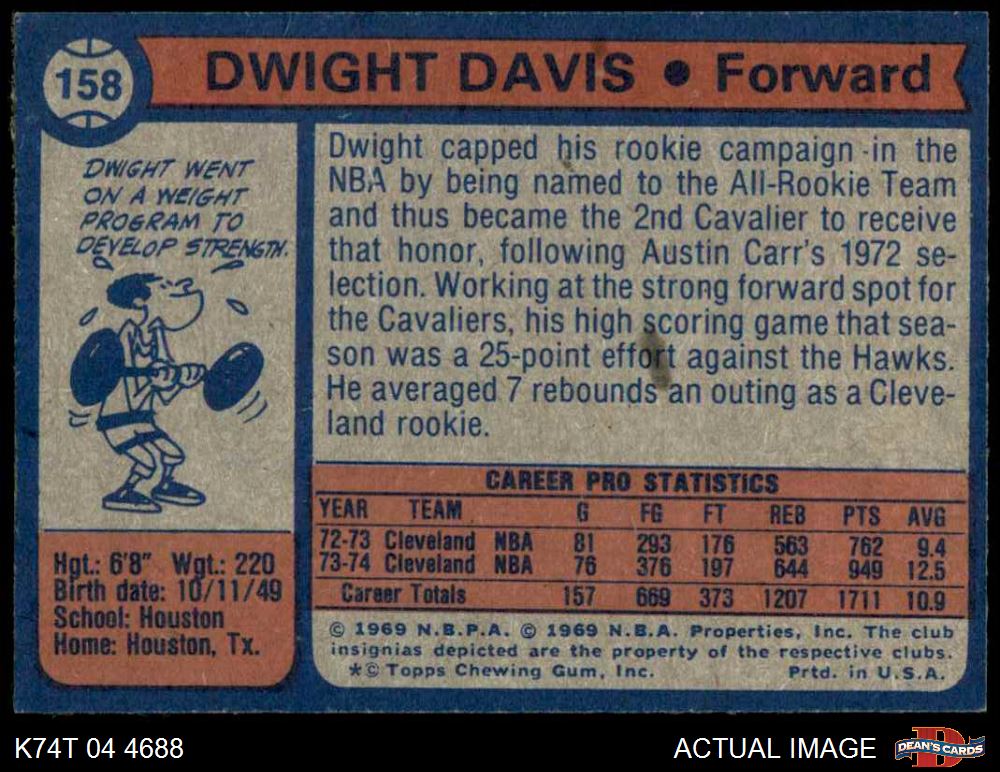 158
DWIGHT DAVIS ● Forward
DWIGHT WENT
ON A WEIGHT
PROGRAM TO
DEVELOP STRENGTH.
Hgt.: 6'8" Wgt.: 220
Birth date: 10/11/49
School: Houston
Home: Houston, Tx.
Dwight capped his rookie campaign in the
NBA by being named to the All-Rookie Team
and thus became the 2nd Cavalier to receive
that honor, following Austin Carr's 1972 se-
lection. Working at the strong forward spot for
the Cavaliers, his high scoring game that sea-
son was a 25-point effort against the Hawks.
He averaged 7 rebounds an outing as a Cleve-
land rookie.
CAREER PRO STATISTICS
YEAR TEAM G FG FT REB PTS AVG
72-73 Cleveland NBA 81 293 176 563 762 9.4
73-74 Cleveland NBA 76 376 197 644 949 12.5
Career Totals 157 669 373 1207 1711 10.9
© 1969 N.B.P.A. © 1969 N.B.A. Properties, Inc. The club
insignias depicted are the property of the respective clubs.
*© Topps Chewing Gum, Inc. Prtd. in U.S.A.
K74T 04 4688
ACTUAL IMAGE
D
DEAN'S CARDS